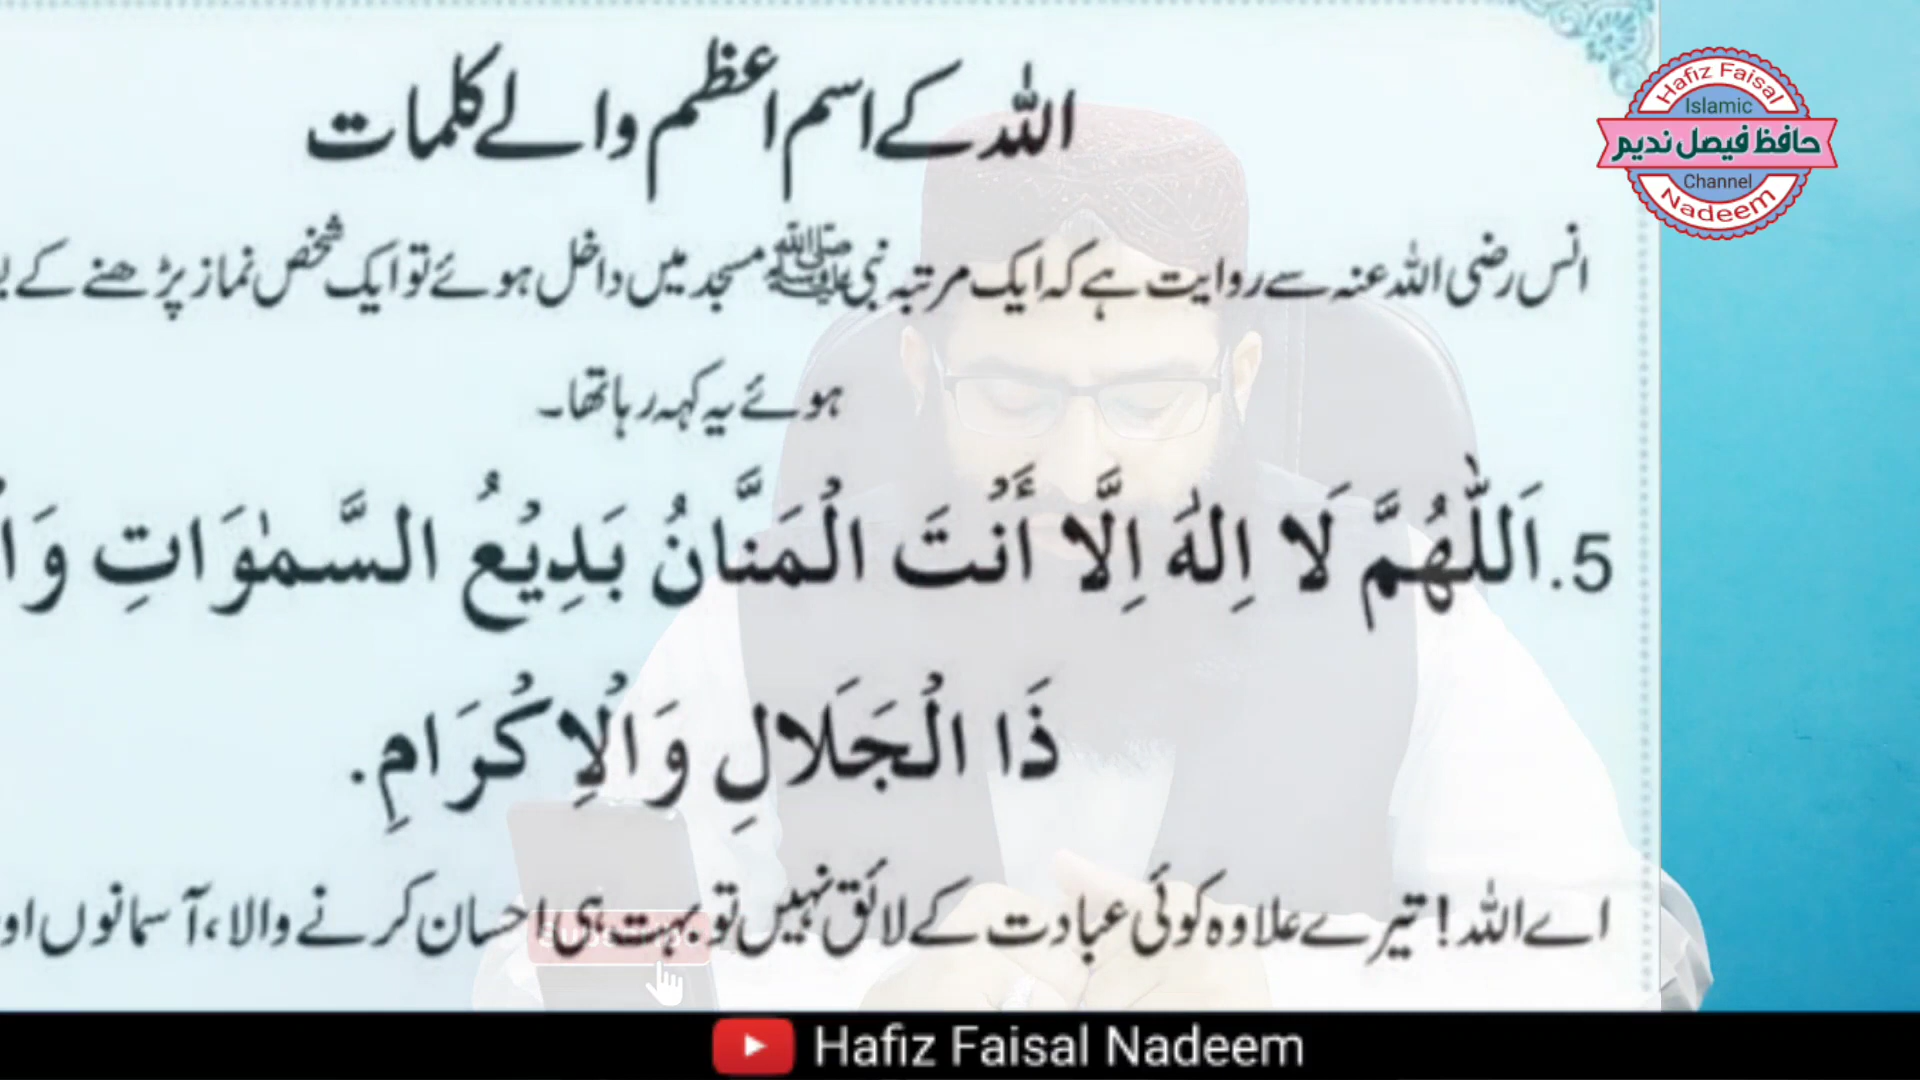 اللہ کے اسم اعظم والے کلمات
Hafiz Faisal
Islamic
حافظ فیصل ندیم
Channel
Nadeem
انس رضی اللہ عنہ سے روایت ہے کہ ایک مرتبہ نبی ﷺ مسجد میں داخل ہوئے تو ایک شخص نماز پڑھنے کے
ہوئے یہ کہہ رہا تھا۔
5. اَللّٰهُمَّ لَا اِلٰهَ اِلَّا أَنْتَ الْمَنَّانُ بَدِيْعُ السَّمٰوَاتِ
ذَا الْجَلَالِ وَالْاِكْرَامِ.
اے اللہ! تیرے علاوہ کوئی عبادت کے لائق نہیں تو بہت ہی احسان کرنے والا، آسمانوں
Subscribe
Hafiz Faisal Nadeem